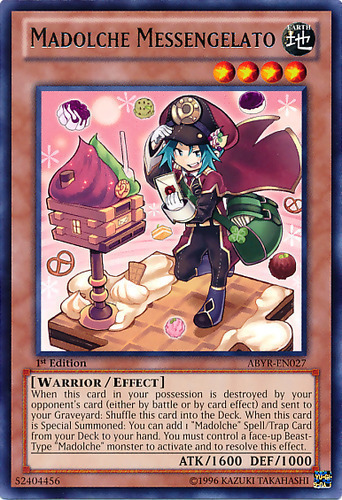 MADOLCHE MESSENGELATO
EARTH
地
1st Edition
ABYR-EN027
[WARRIOR / EFFECT]
When this card in your possession is destroyed by your
opponent's card (either by battle or by card effect) and sent to
your Graveyard: Shuffle this card into the Deck. When this card
is Special Summoned: You can add 1 "Madolche" Spell/Trap Card
from your Deck to your hand. You must control a face-up Beast-
Type "Madolche" monster to activate and to resolve this effect.
ATK/1600 DEF/1000
52404456
©1996 KAZUKI TAKAHASHI